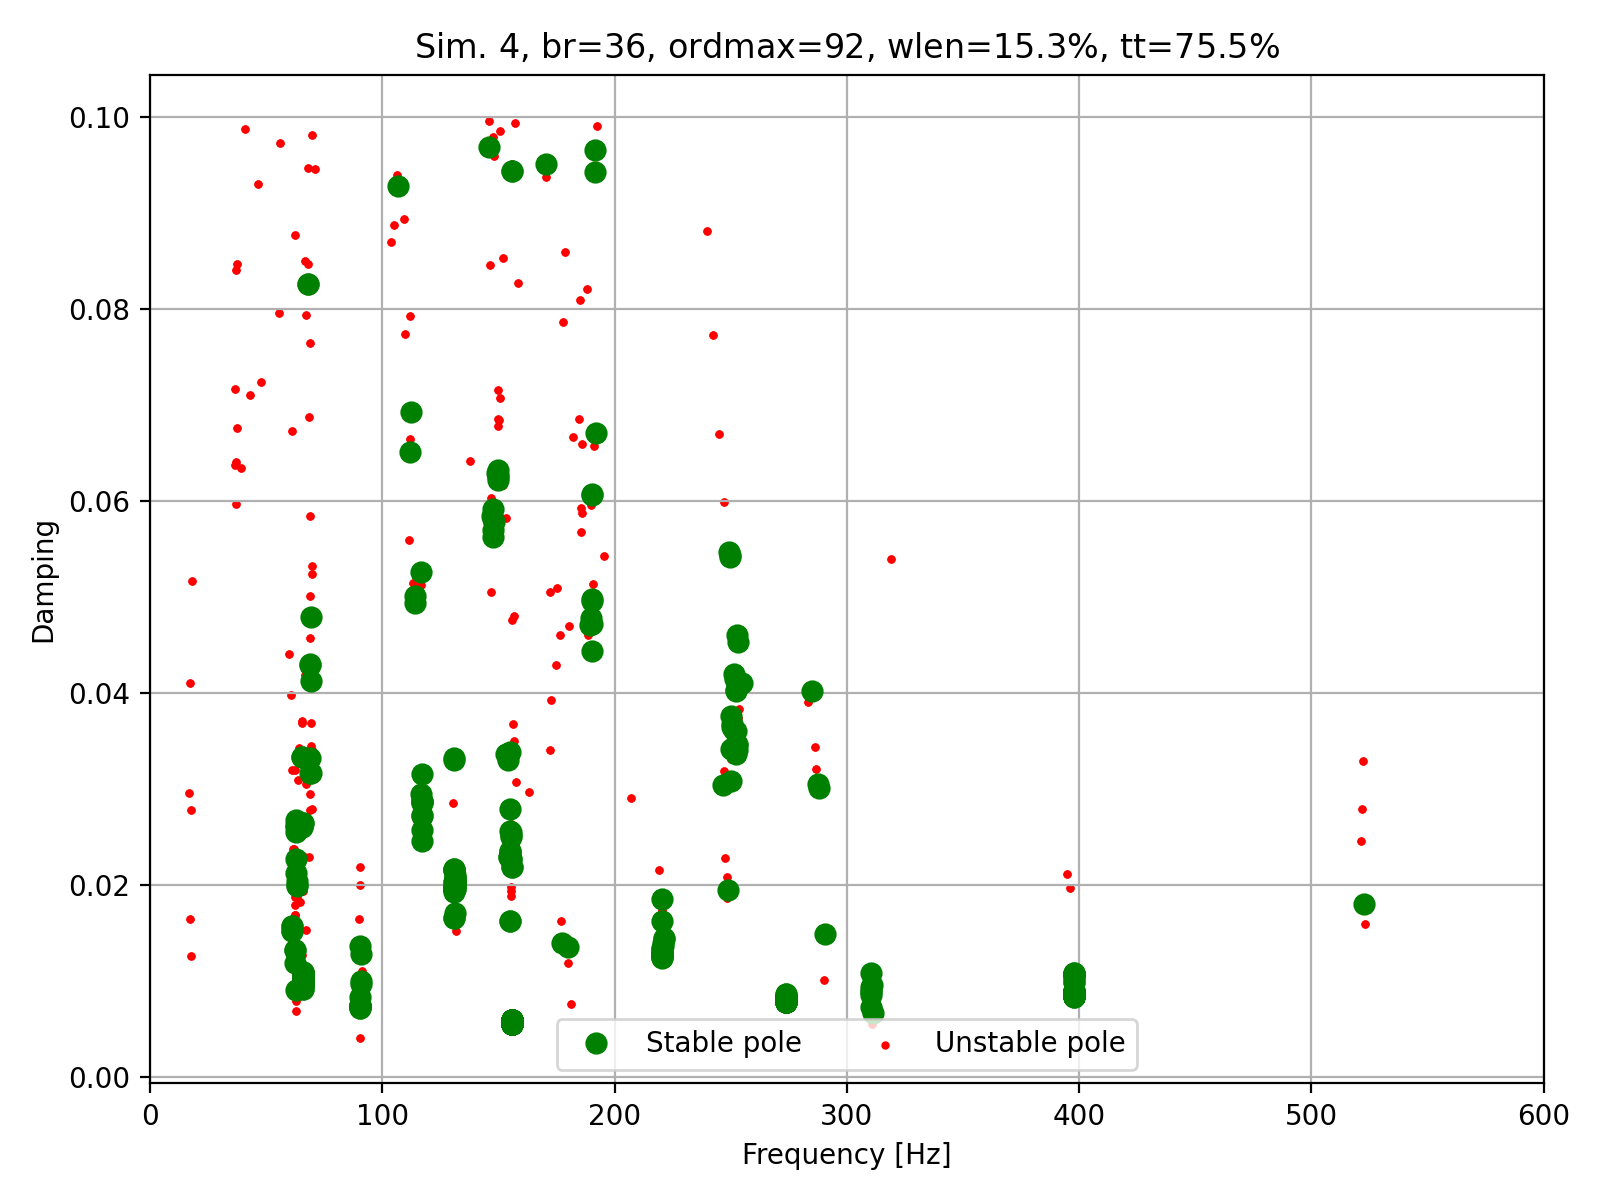 Sim. 4, br=36, ordmax=92, wlen=15.3%, tt=75.5%
0.10
0.08
0.06
0.04
0.02
0.00
Damping
Stable pole
Unstable pole
0
100
200
300
400
500
600
Frequency [Hz]